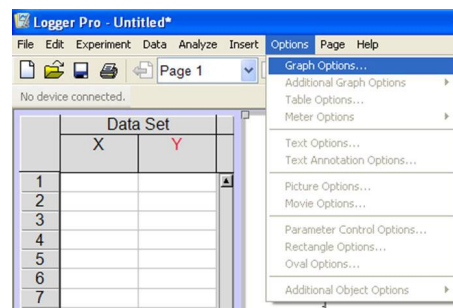 Logger Pro - Untitled*
File Edit Experiment Data Analyze Insert Options Page Help
Page 1
No device connected.
Data Set
X Y
1
2
3
4
5
6
7
Graph Options...
Additional Graph Options
Table Options...
Meter Options
Text Options...
Text Annotation Options...
Picture Options...
Movie Options...
Parameter Control Options...
Rectangle Options...
Oval Options...
Additional Object Options